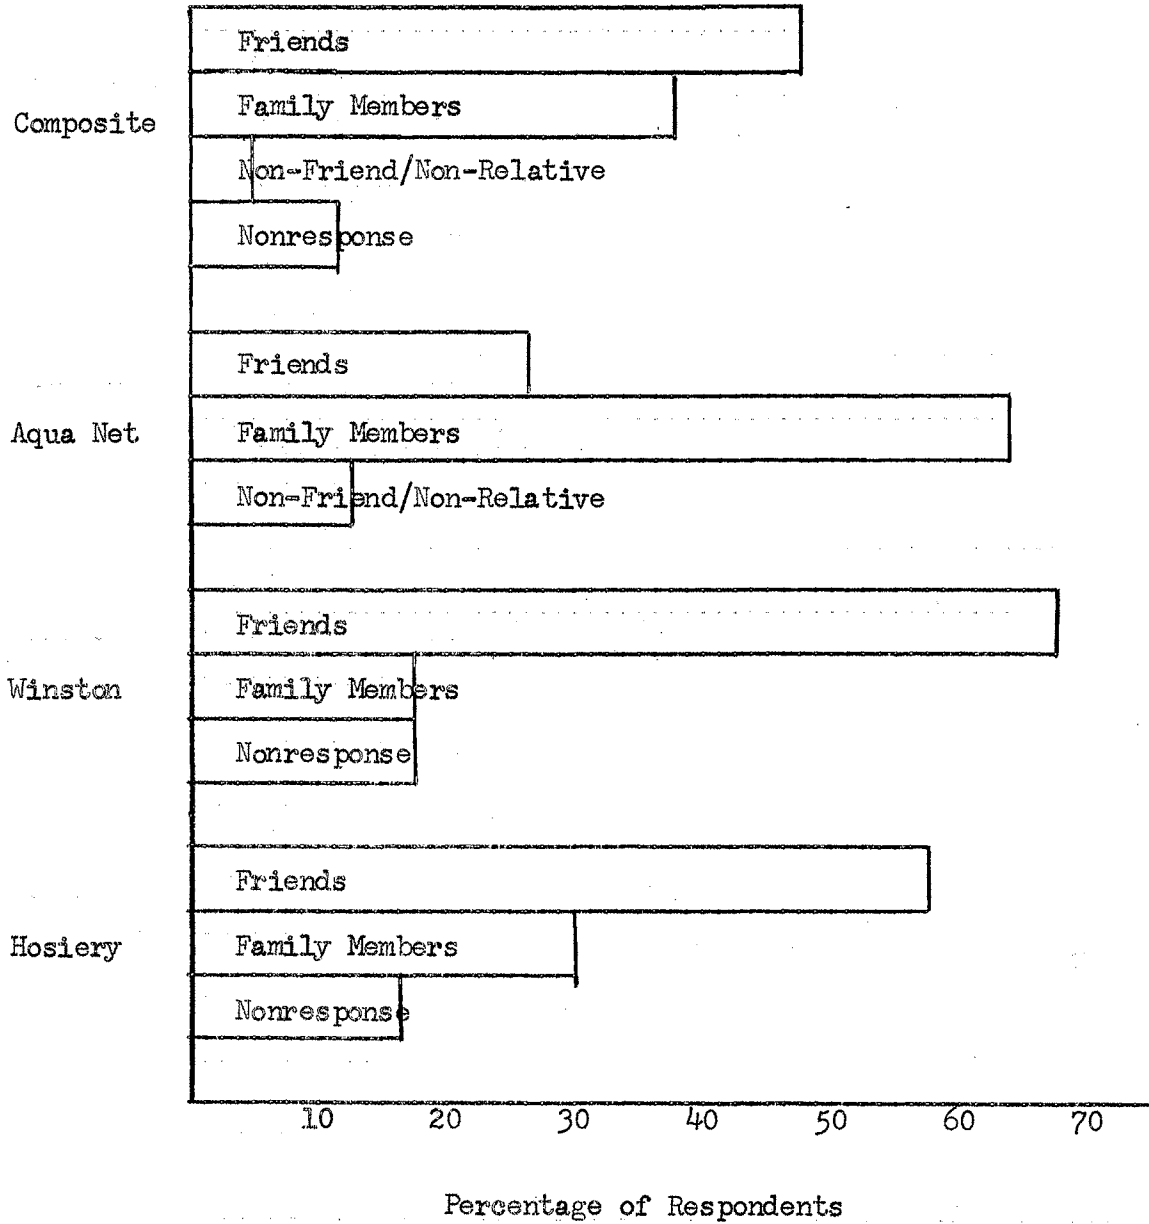 Friends
Family Members
Composite
Non-Friend/Non-Relative
Nonresponse
Friends
Aqua Net
Family Members
Non-Friend/Non-Relative
Friends
Winston
Family Members
Nonresponse
Friends
Hosiery
Family Members
Nonresponse
10 20 30 40 50 60 70
Percentage of Respondents